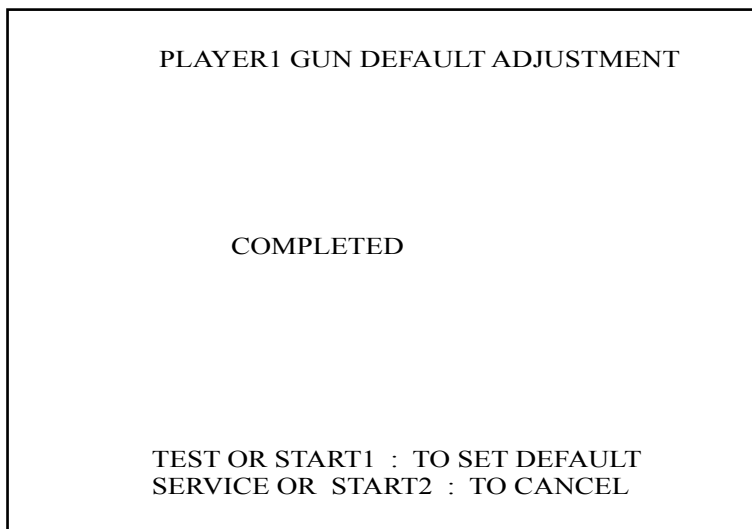 PLAYER1 GUN DEFAULT ADJUSTMENT
COMPLETED
TEST OR START1 : TO SET DEFAULT
SERVICE OR START2 : TO CANCEL